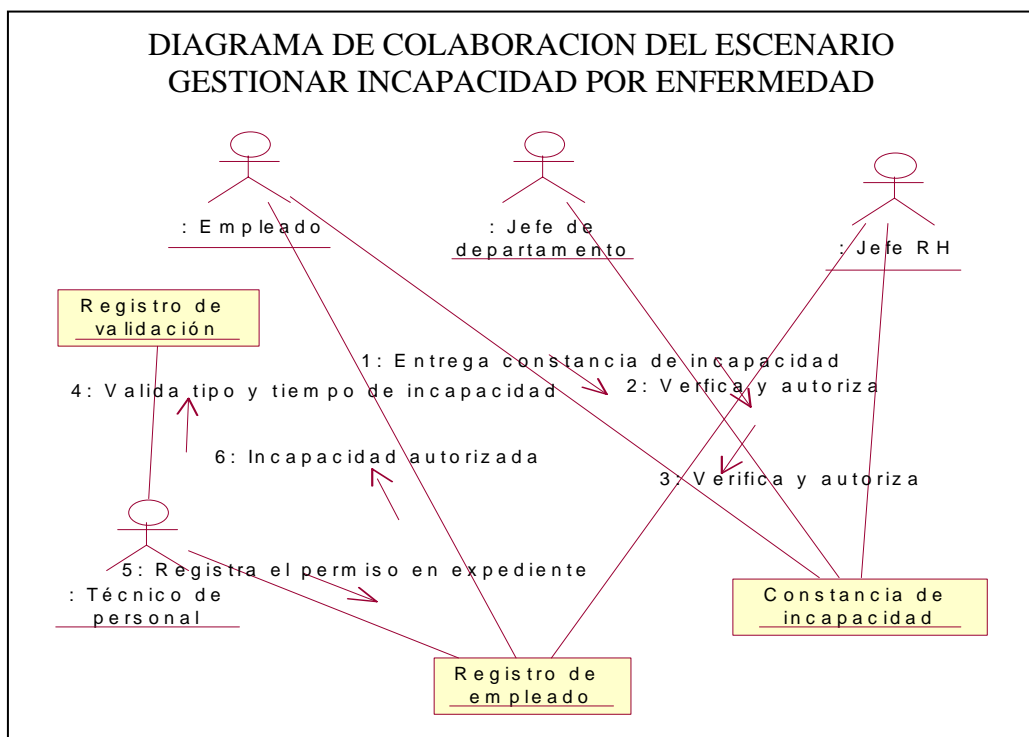 DIAGRAMA DE COLABORACION DEL ESCENARIO
GESTIONAR INCAPACIDAD POR ENFERMEDAD
: Empleado
: Jefe de
departamento
: Jefe RH
Registro de
validación
1: Entrega constancia de incapacidad
2: Verfica y autoriza
4: Valida tipo y tiempo de incapacidad
6: Incapacidad autorizada
3: Verifica y autoriza
5: Registra el permiso en expediente
: Técnico de
personal
Constancia de
incapacidad
Registro de
empleado